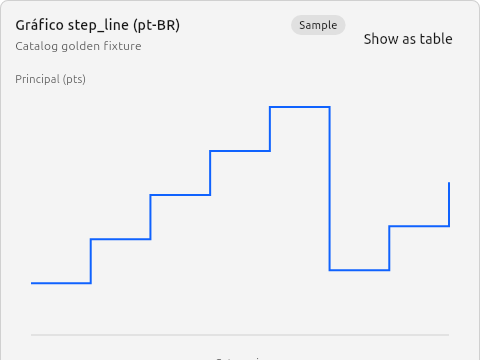 Gráfico step_line (pt-BR)
Sample
Show as table
Catalog golden fixture
Principal (pts)